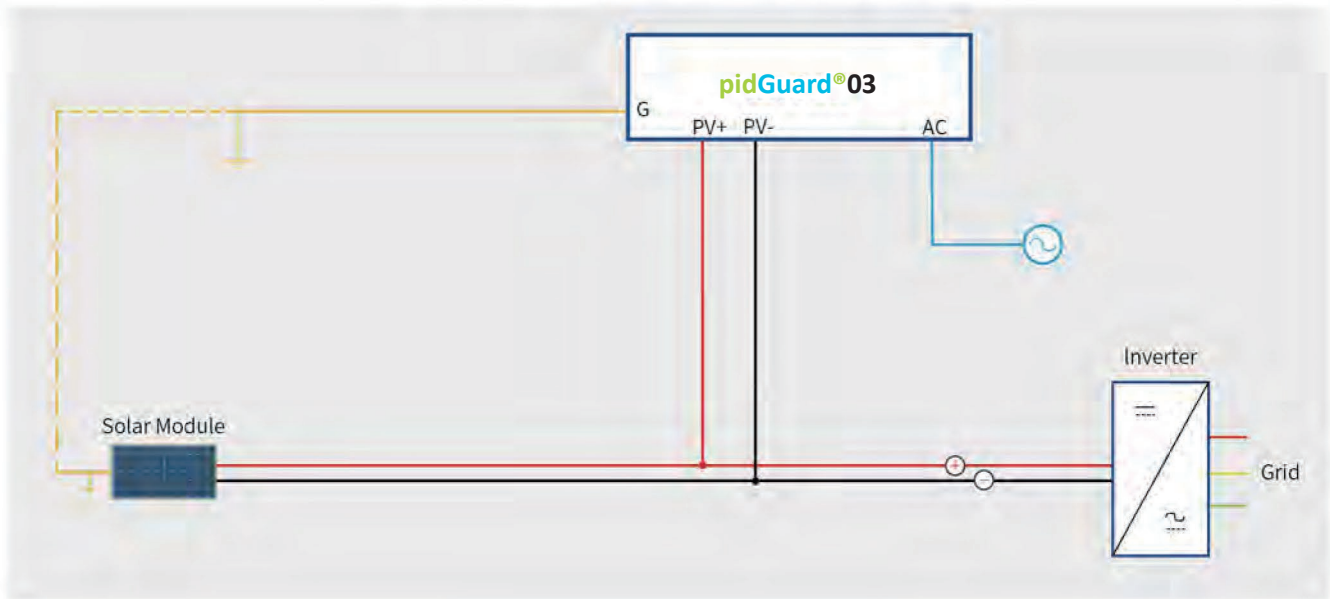 pidGuard®03
G
PV+ PV-
AC
Inverter
Solar Module
+
−
Grid